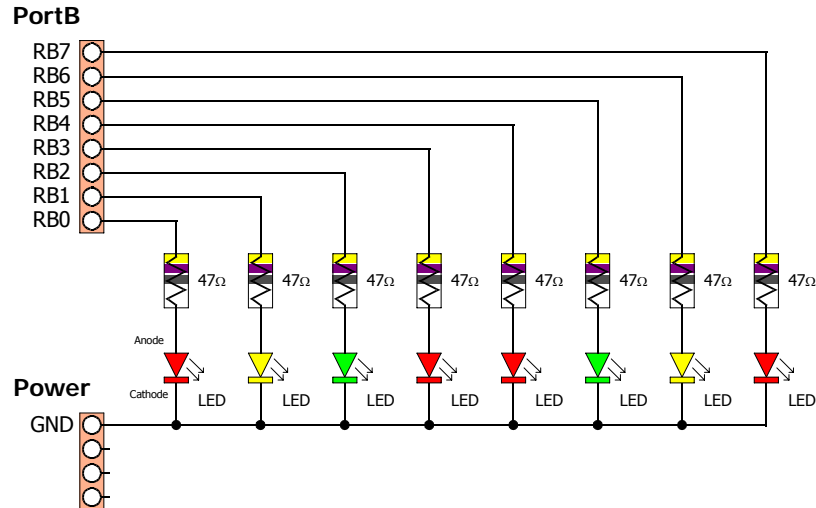 PortB
RB7
RB6
RB5
RB4
RB3
RB2
RB1
RB0
47Ω 47Ω 47Ω 47Ω 47Ω 47Ω 47Ω 47Ω
Anode
Cathode
LED LED LED LED LED LED LED LED
Power
GND